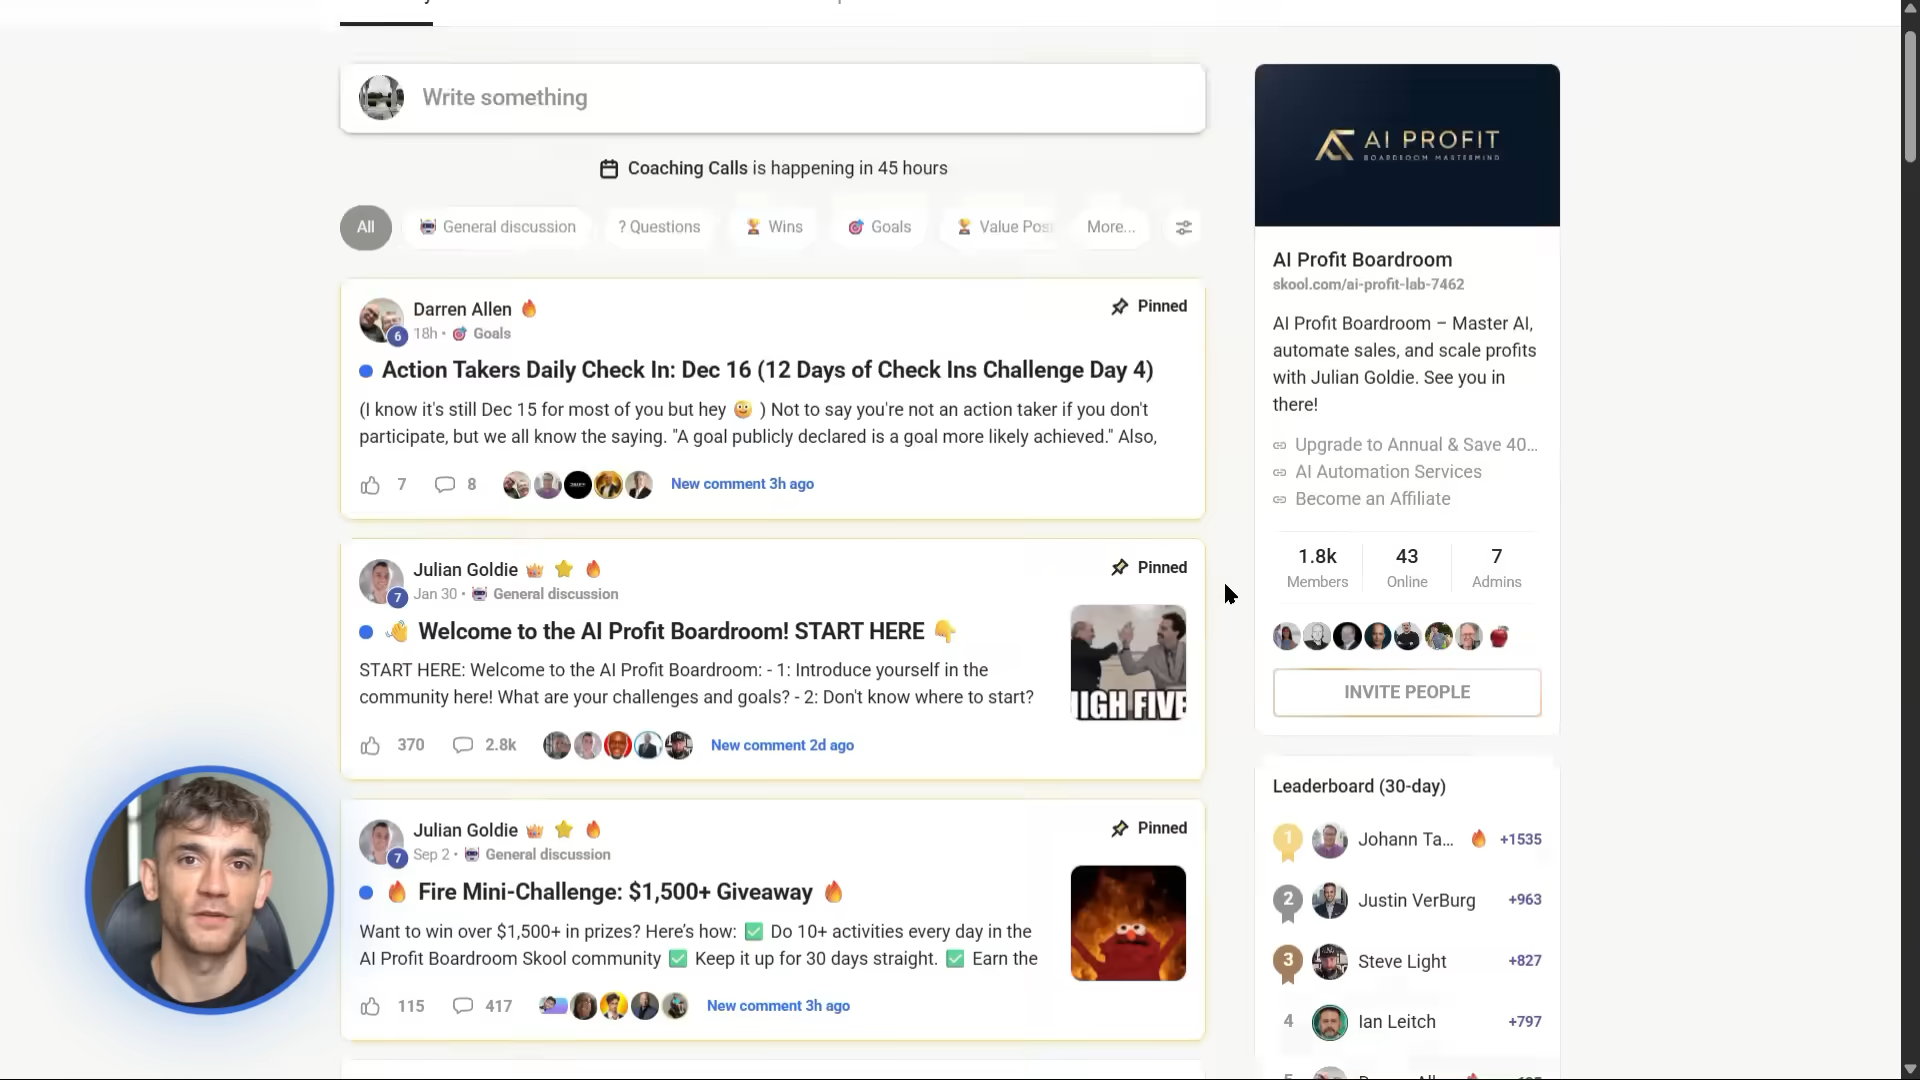 Write something
Coaching Calls is happening in 45 hours
All
General discussion
? Questions
Wins
Goals
Value Pos
More...
Darren Allen
Pinned
6
18h • Goals
Action Takers Daily Check In: Dec 16 (12 Days of Check Ins Challenge Day 4)
(I know it's still Dec 15 for most of you but hey ) Not to say you're not an action taker if you don't
participate, but we all know the saying. "A goal publicly declared is a goal more likely achieved." Also,
7
8
New comment 3h ago
Julian Goldie
Pinned
7
Jan 30 • General discussion
Welcome to the AI Profit Boardroom! START HERE
START HERE: Welcome to the AI Profit Boardroom: - 1: Introduce yourself in the
community here! What are your challenges and goals? - 2: Don't know where to start?
HIGH FIVE
370
2.8k
New comment 2d ago
Julian Goldie
Pinned
7
Sep 2 • General discussion
Fire Mini-Challenge: $1,500+ Giveaway
Want to win over $1,500+ in prizes? Here's how: ✅ Do 10+ activities every day in the
AI Profit Boardroom Skool community ✅ Keep it up for 30 days straight. ✅ Earn the
115
417
New comment 3h ago
AI PROFIT
BOARDROOM MASTERMIND
AI Profit Boardroom
skool.com/ai-profit-lab-7462
AI Profit Boardroom – Master AI,
automate sales, and scale profits
with Julian Goldie. See you in
there!
Upgrade to Annual & Save 40...
AI Automation Services
Become an Affiliate
1.8k
Members
43
Online
7
Admins
INVITE PEOPLE
Leaderboard (30-day)
1 Johann Ta... +1535
2 Justin VerBurg +963
3 Steve Light +827
4 Ian Leitch +797